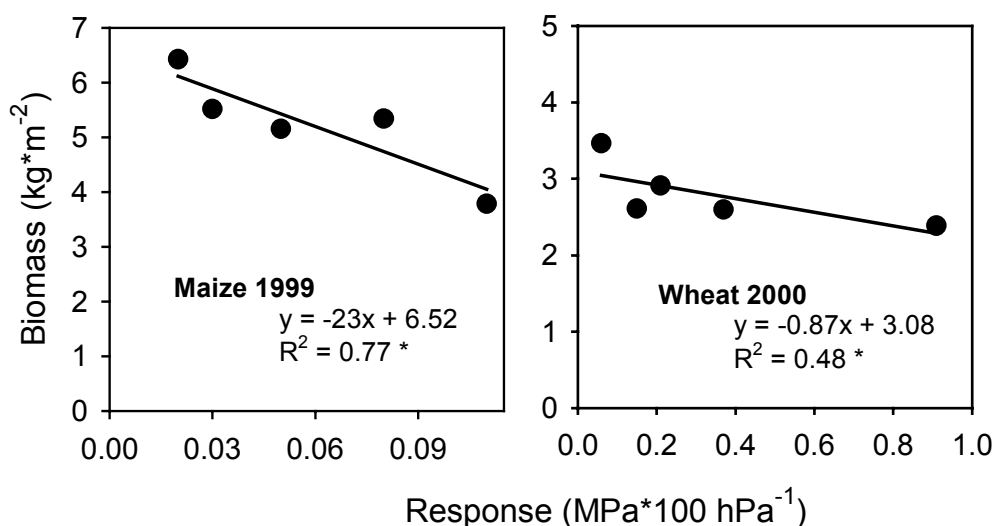 Biomass (kg*m⁻²)
7
6
5
4
3
2
1
0
0.00 0.03 0.06 0.09
Maize 1999
y = -23x + 6.52
R² = 0.77 *
5
4
3
2
1
0
0.0 0.2 0.4 0.6 0.8 1.0
Wheat 2000
y = -0.87x + 3.08
R² = 0.48 *
Response (MPa*100 hPa⁻¹)